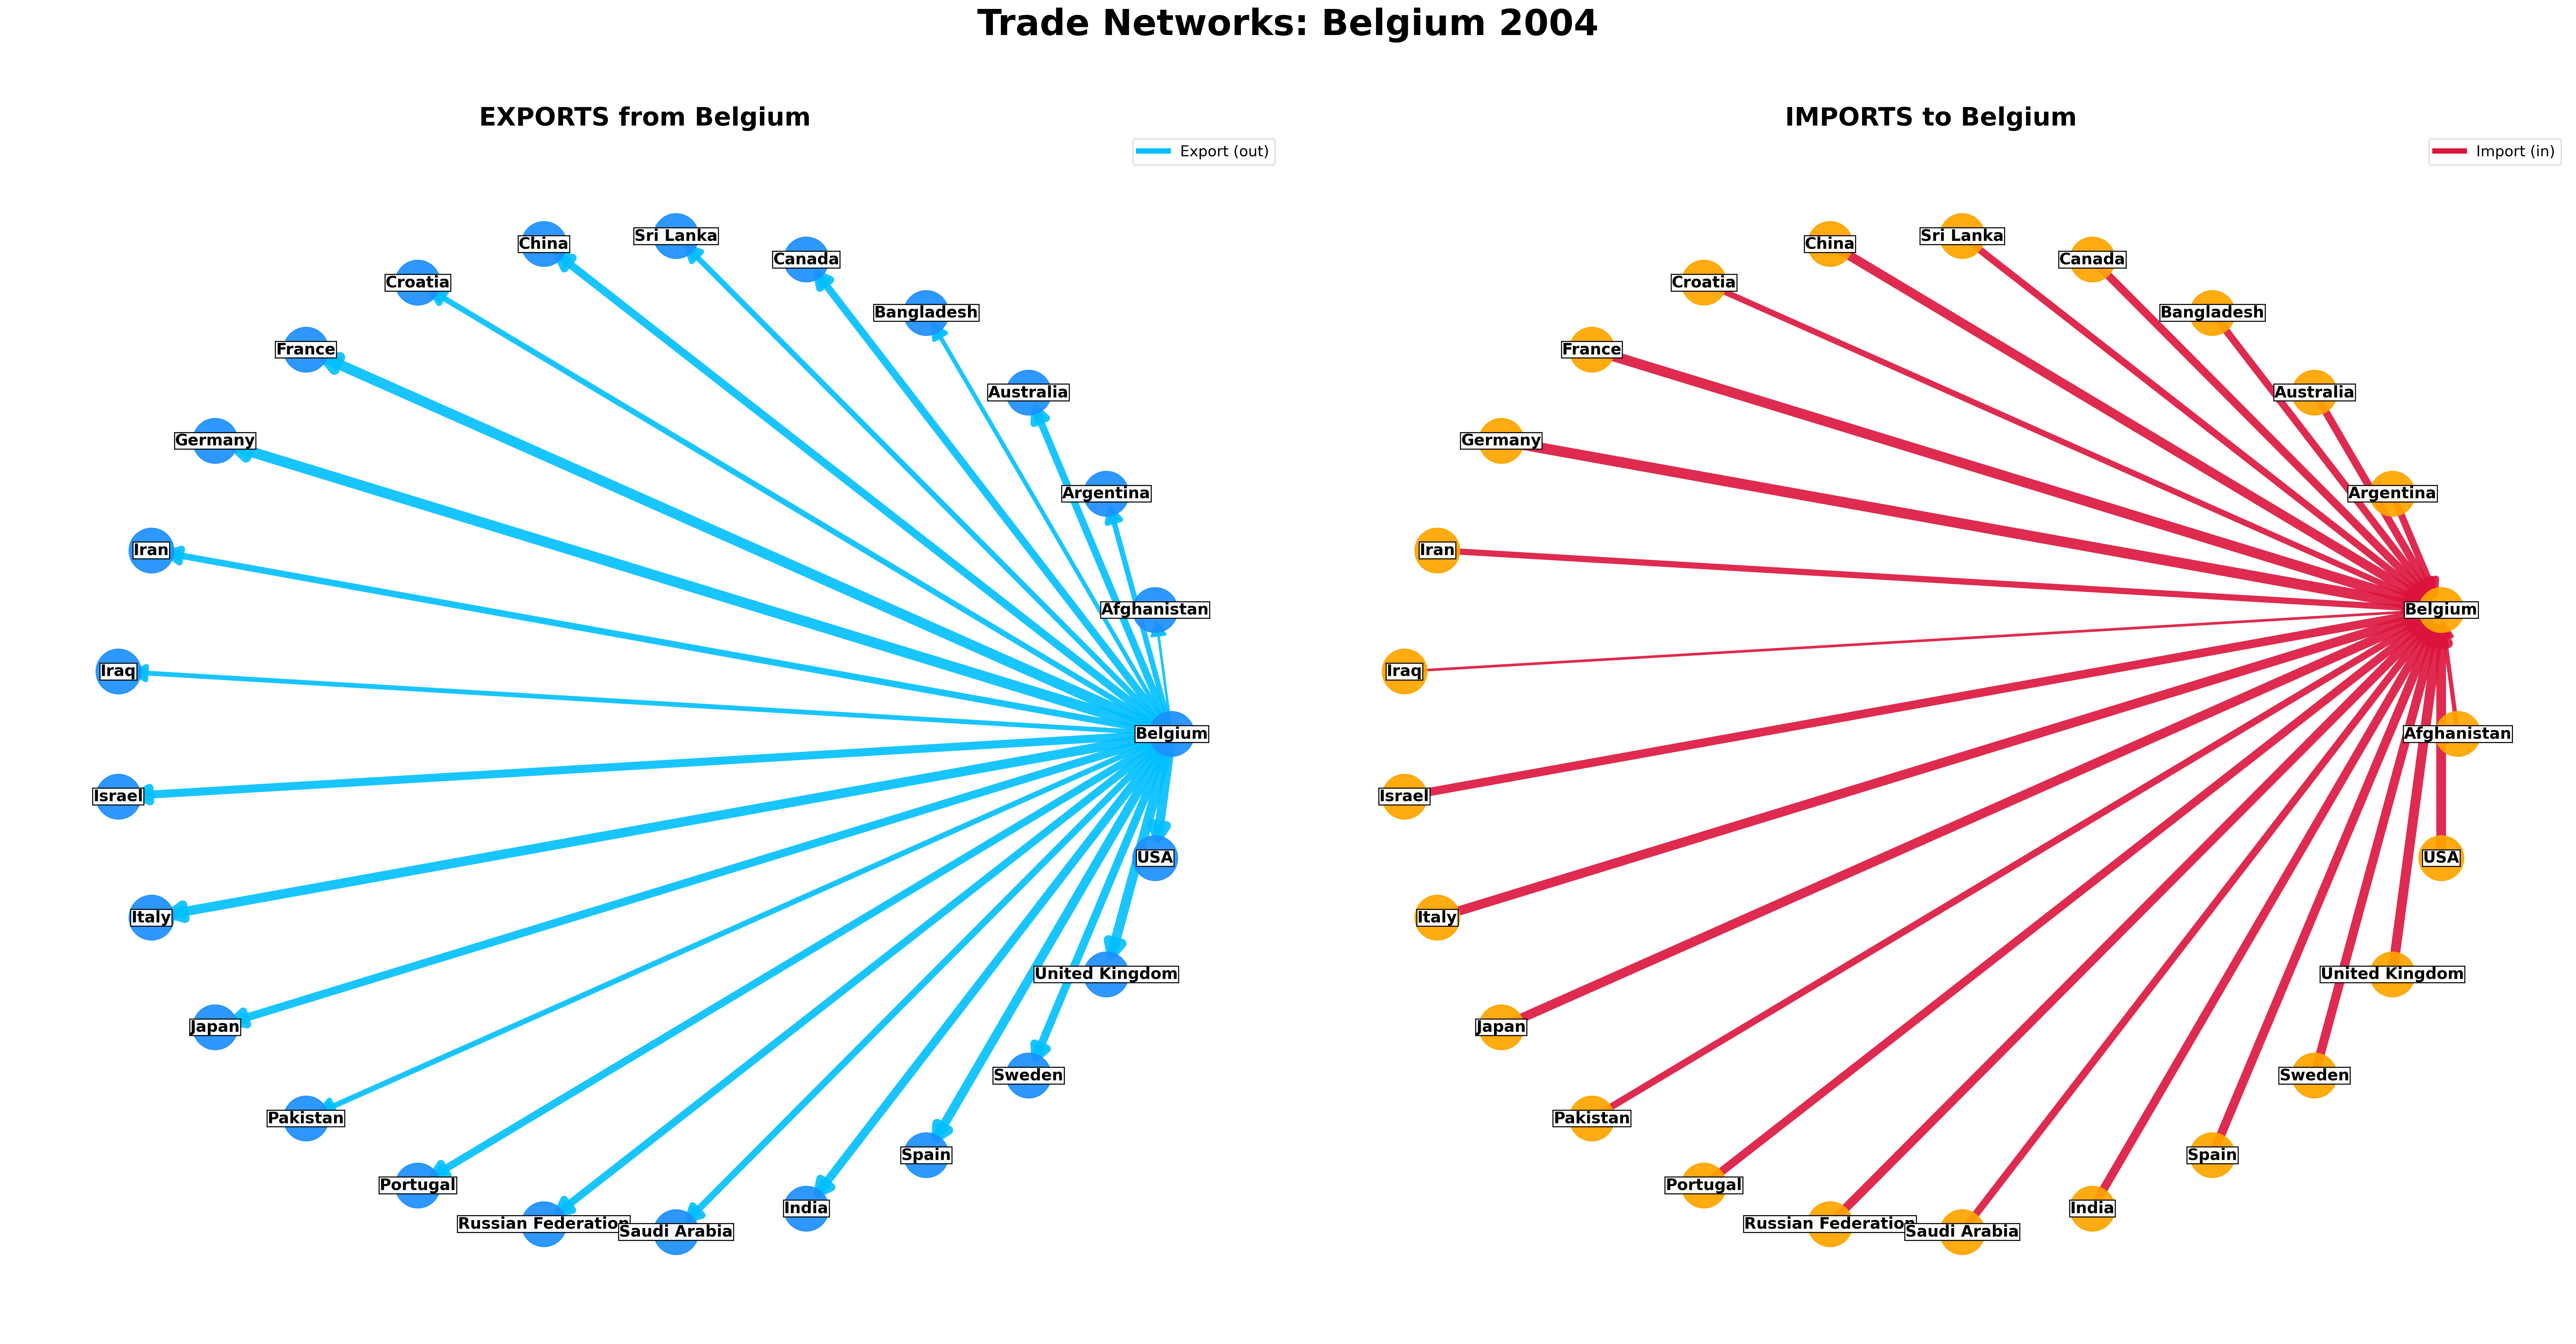 Trade Networks: Belgium 2004
EXPORTS from Belgium
Export (out)
Sri Lanka
China
Canada
Croatia
Bangladesh
France
Australia
Germany
Argentina
Iran
Afghanistan
Iraq
Belgium
Israel
USA
Italy
United Kingdom
Japan
Sweden
Pakistan
Spain
Portugal
India
Russian Federation
Saudi Arabia
IMPORTS to Belgium
Import (in)
Sri Lanka
China
Canada
Croatia
Bangladesh
France
Australia
Germany
Argentina
Iran
Belgium
Iraq
Afghanistan
Israel
USA
Italy
United Kingdom
Japan
Sweden
Pakistan
Spain
Portugal
India
Russian Federation
Saudi Arabia